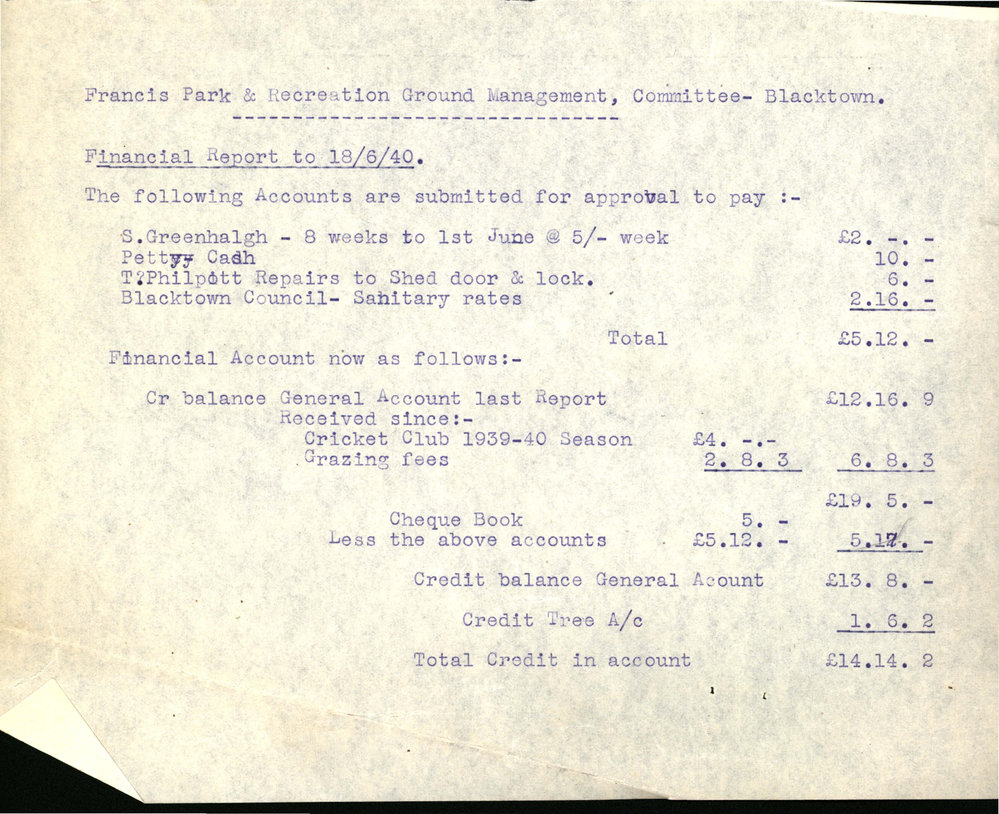 Francis Park & Recreation Ground Management, Committee- Blacktown.
Financial Report to 18/6/40.
The following Accounts are submitted for approval to pay :-
S.Greenhalgh - 8 weeks to 1st June @ 5/- week £2. -. -
Pettyy Cash 10. -
T?Philpott Repairs to Shed door & lock. 6. -
Blacktown Council- Sanitary rates 2.16. -
Total £5.12. -
Financial Account now as follows:-
Cr balance General Account last Report £12.16. 9
Received since:-
Cricket Club 1939-40 Season £4. -.-
Grazing fees 2. 8. 3 6. 8. 3
£19. 5. -
Cheque Book 5. -
Less the above accounts £5.12. - 5.17. -
Credit balance General Acount £13. 8. -
Credit Tree A/c 1. 6. 2
Total Credit in account £14.14. 2